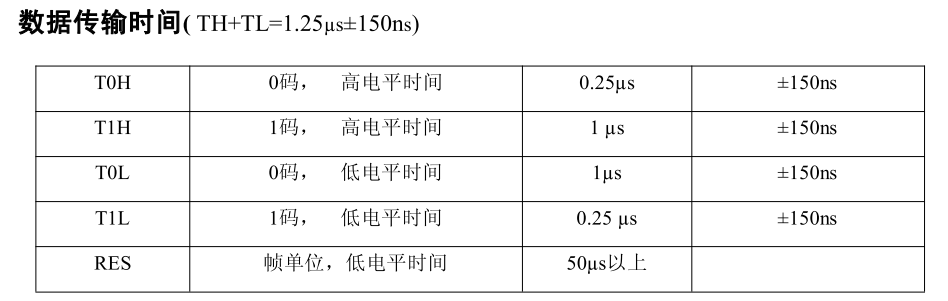 数据传输时间( TH+TL=1.25µs±150ns)
T0H 0码， 高电平时间 0.25µs ±150ns
T1H 1码， 高电平时间 1 µs ±150ns
T0L 0码， 低电平时间 1µs ±150ns
T1L 1码， 低电平时间 0.25 µs ±150ns
RES 帧单位，低电平时间 50µs以上